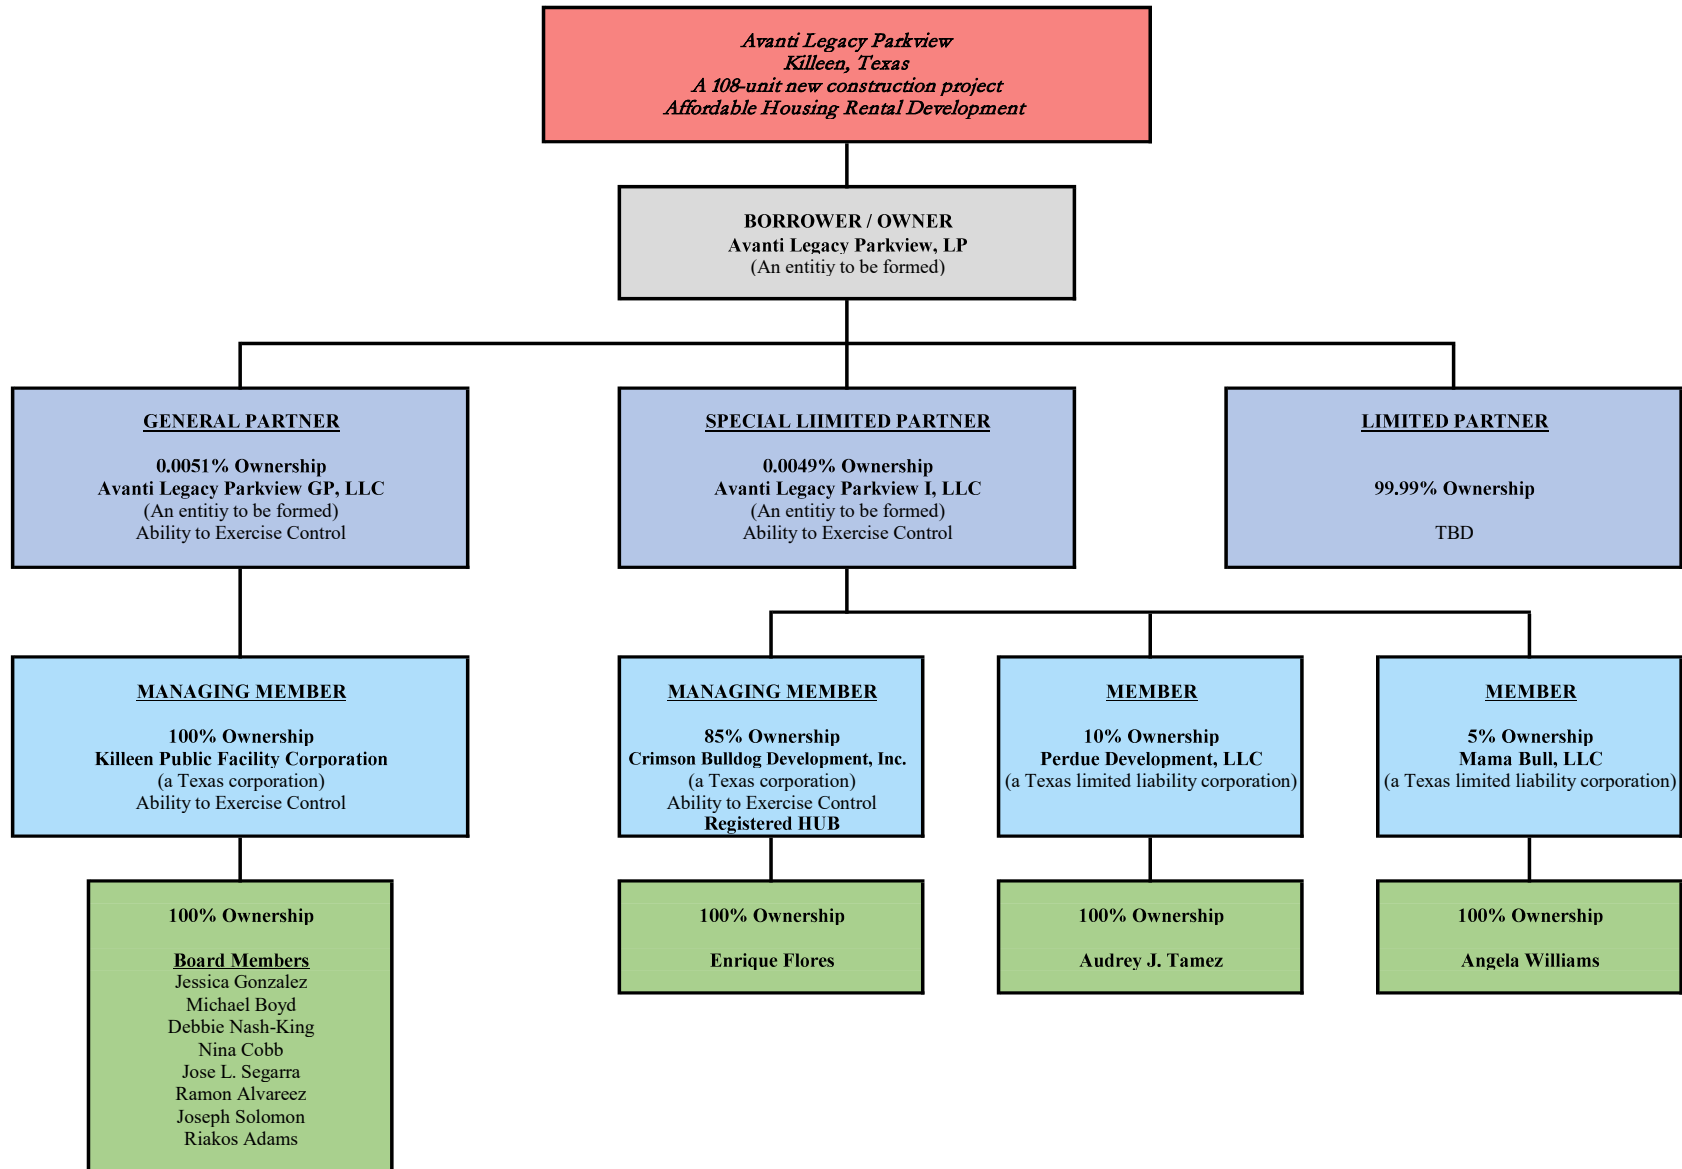 Avanti Legacy Parkview
Killeen, Texas
A 108-unit new construction project
Affordable Housing Rental Development
BORROWER / OWNER
Avanti Legacy Parkview, LP
(An entitiy to be formed)
GENERAL PARTNER
0.0051% Ownership
Avanti Legacy Parkview GP, LLC
(An entitiy to be formed)
Ability to Exercise Control
SPECIAL LIIMITED PARTNER
0.0049% Ownership
Avanti Legacy Parkview I, LLC
(An entitiy to be formed)
Ability to Exercise Control
LIMITED PARTNER
99.99% Ownership
TBD
MANAGING MEMBER
100% Ownership
Killeen Public Facility Corporation
(a Texas corporation)
Ability to Exercise Control
MANAGING MEMBER
85% Ownership
Crimson Bulldog Development, Inc.
(a Texas corporation)
Ability to Exercise Control
Registered HUB
MEMBER
10% Ownership
Perdue Development, LLC
(a Texas limited liability corporation)
MEMBER
5% Ownership
Mama Bull, LLC
(a Texas limited liability corporation)
100% Ownership
Board Members
Jessica Gonzalez
Michael Boyd
Debbie Nash-King
Nina Cobb
Jose L. Segarra
Ramon Alvareez
Joseph Solomon
Riakos Adams
100% Ownership
Enrique Flores
100% Ownership
Audrey J. Tamez
100% Ownership
Angela Williams